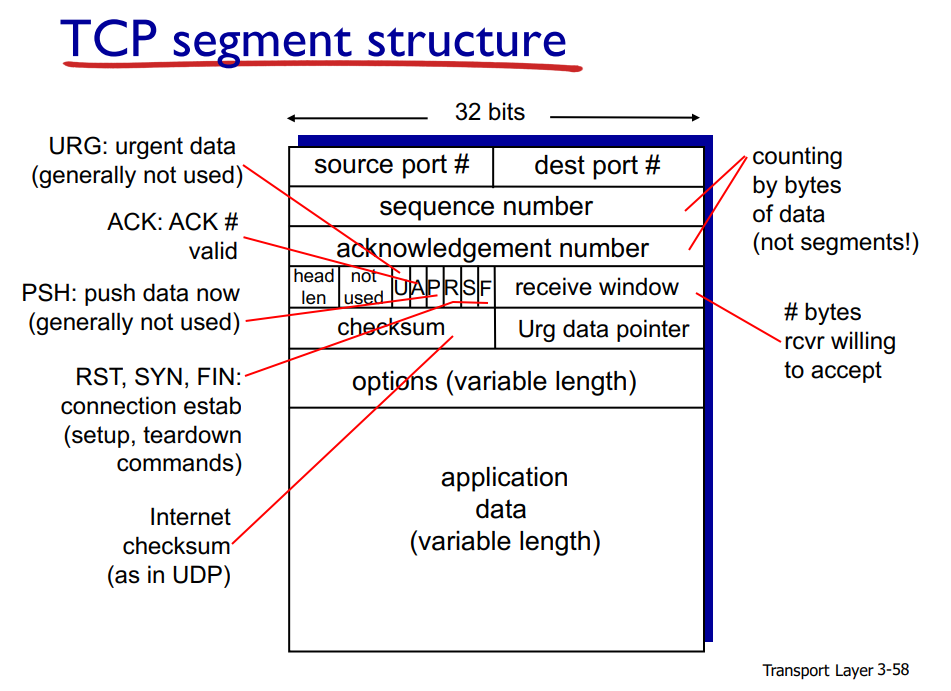 TCP segment structure
32 bits
URG: urgent data
(generally not used)
ACK: ACK #
valid
PSH: push data now
(generally not used)
RST, SYN, FIN:
connection estab
(setup, teardown
commands)
Internet
checksum
(as in UDP)
source port #
dest port #
sequence number
acknowledgement number
head
len
not
used
U
A
P
R
S
F
receive window
checksum
Urg data pointer
options (variable length)
application
data
(variable length)
counting
by bytes
of data
(not segments!)
# bytes
rcvr willing
to accept
Transport Layer 3-58